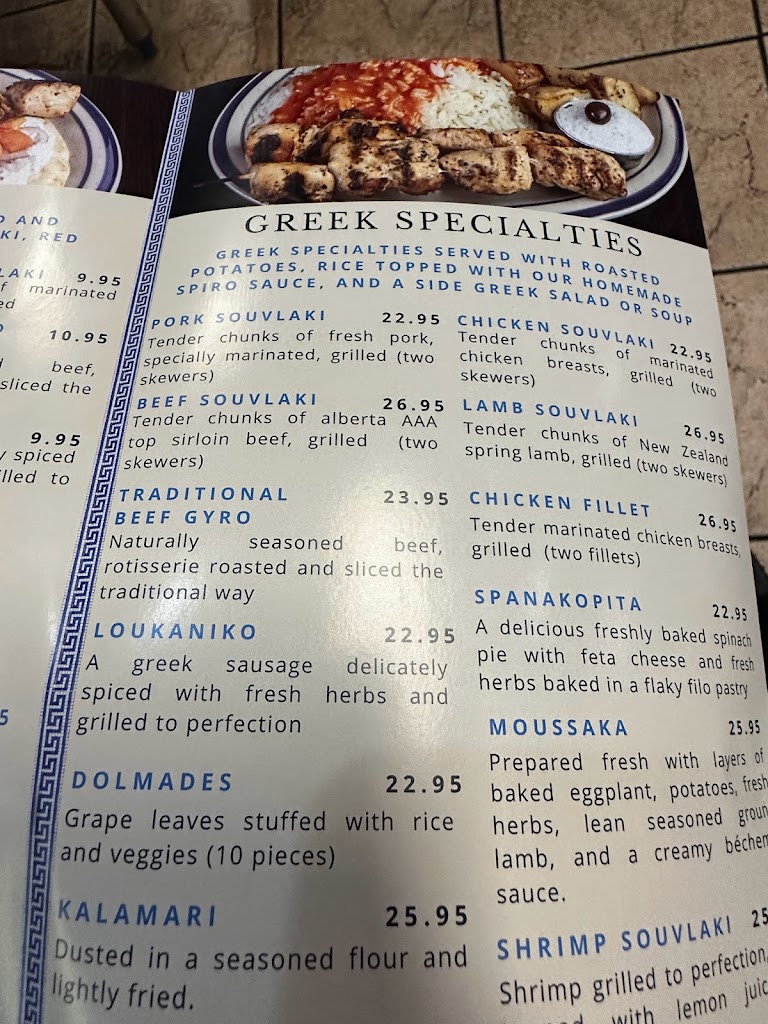 D AND
KI, RED
LAKI 9.95
f marinated
ed
10.95
d beef,
sliced the
9.95
y spiced
lled to
5
GREEK SPECIALTIES
GREEK SPECIALTIES SERVED WITH ROASTED
POTATOES, RICE TOPPED WITH OUR HOMEMADE
SPIRO SAUCE, AND A SIDE GREEK SALAD OR SOUP
PORK SOUVLAKI 22.95
Tender chunks of fresh pork,
specially marinated, grilled (two
skewers)
BEEF SOUVLAKI 26.95
Tender chunks of alberta AAA
top sirloin beef, grilled (two
skewers)
TRADITIONAL 23.95
BEEF GYRO
Naturally seasoned beef,
rotisserie roasted and sliced the
traditional way
LOUKANIKO 22.95
A greek sausage delicately
spiced with fresh herbs and
grilled to perfection
DOLMADES 22.95
Grape leaves stuffed with rice
and veggies (10 pieces)
KALAMARI 25.95
Dusted in a seasoned flour and
lightly fried.
CHICKEN SOUVLAKI 22.95
Tender chunks of marinated
chicken breasts, grilled (two
skewers)
LAMB SOUVLAKI 26.95
Tender chunks of New Zealand
spring lamb, grilled (two skewers)
CHICKEN FILLET 26.95
Tender marinated chicken breasts,
grilled (two fillets)
SPANAKOPITA 22.95
A delicious freshly baked spinach
pie with feta cheese and fresh
herbs baked in a flaky filo pastry
MOUSSAKA 25.95
Prepared fresh with layers of
baked eggplant, potatoes, fresh
herbs, lean seasoned groun
lamb, and a creamy béchem
sauce.
SHRIMP SOUVLAKI 25
Shrimp grilled to perfection,
with lemon juic